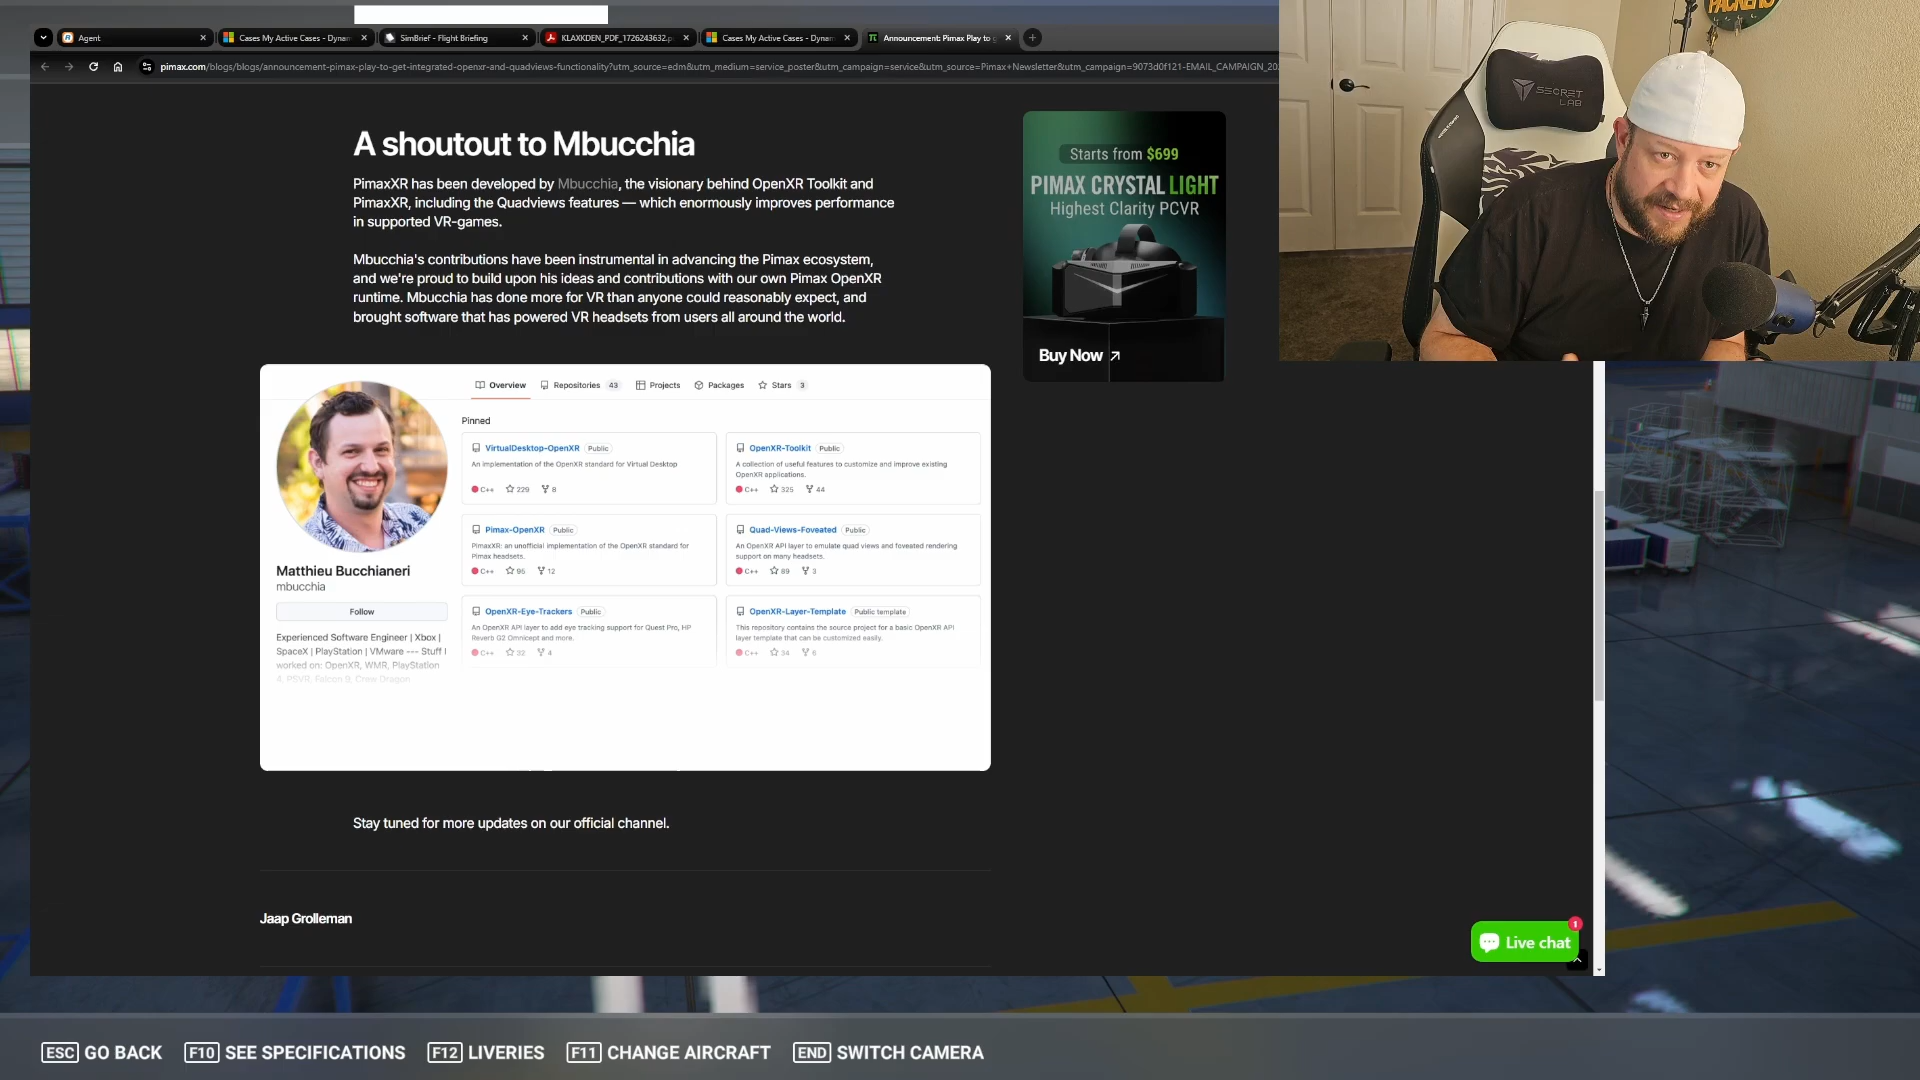 PACKERS
Agent
Cases My Active Cases - Dynam
SimBrief - Flight Briefing
KLAXKDEN_PDF_1726243632.p
Cases My Active Cases - Dynam
Announcement: Pimax Play to g
pimax.com/blogs/blogs/announcement-pimax-play-to-get-integrated-openxr-and-quadviews-functionality?utm_source=edm&utm_medium=service_poster&utm_campaign=service&utm_source=Pimax+Newsletter&utm_campaign=9073d0f121-EMAIL_CAMPAIGN_20
SECRET
LAB
A shoutout to Mbucchia
PimaxXR has been developed by Mbucchia, the visionary behind OpenXR Toolkit and
PimaxXR, including the Quadviews features — which enormously improves performance
in supported VR-games.
Mbucchia's contributions have been instrumental in advancing the Pimax ecosystem,
and we're proud to build upon his ideas and contributions with our own Pimax OpenXR
runtime. Mbucchia has done more for VR than anyone could reasonably expect, and
brought software that has powered VR headsets from users all around the world.
Starts from $699
PIMAX CRYSTAL LIGHT
Highest Clarity PCVR
Buy Now
Overview
Repositories 43
Projects
Packages
Stars 3
Pinned
VirtualDesktop-OpenXR Public
An implementation of the OpenXR standard for Virtual Desktop
C++ 229 8
OpenXR-Toolkit Public
A collection of useful features to customize and improve existing
OpenXR applications.
C++ 325 44
Pimax-OpenXR Public
PimaxXR: an unofficial implementation of the OpenXR standard for
Pimax headsets.
C++ 95 12
Quad-Views-Foveated Public
An OpenXR API layer to emulate quad views and foveated rendering
support on many headsets.
C++ 89 3
OpenXR-Eye-Trackers Public
An OpenXR API layer to add eye tracking support for Quest Pro, HP
Reverb G2 Omnicept and more.
C++ 32 4
OpenXR-Layer-Template Public template
This repository contains the source project for a basic OpenXR API
layer template that can be customized easily.
C++ 34 6
Matthieu Bucchianeri
mbucchia
Follow
Experienced Software Engineer | Xbox |
SpaceX | PlayStation | VMware --- Stuff I
worked on: OpenXR, WMR, PlayStation
4, PSVR, Falcon 9, Crew Dragon
Stay tuned for more updates on our official channel.
Jaap Grolleman
1
Live chat
ESC GO BACK
F10 SEE SPECIFICATIONS
F12 LIVERIES
F11 CHANGE AIRCRAFT
END SWITCH CAMERA